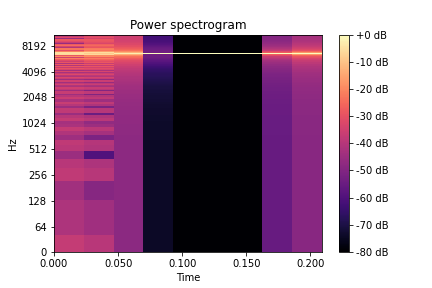 Power spectrogram
8192
4096
2048
1024
512
256
128
64
0
Hz
0.000 0.050 0.100 0.150 0.200
Time
+0 dB
-10 dB
-20 dB
-30 dB
-40 dB
-50 dB
-60 dB
-70 dB
-80 dB